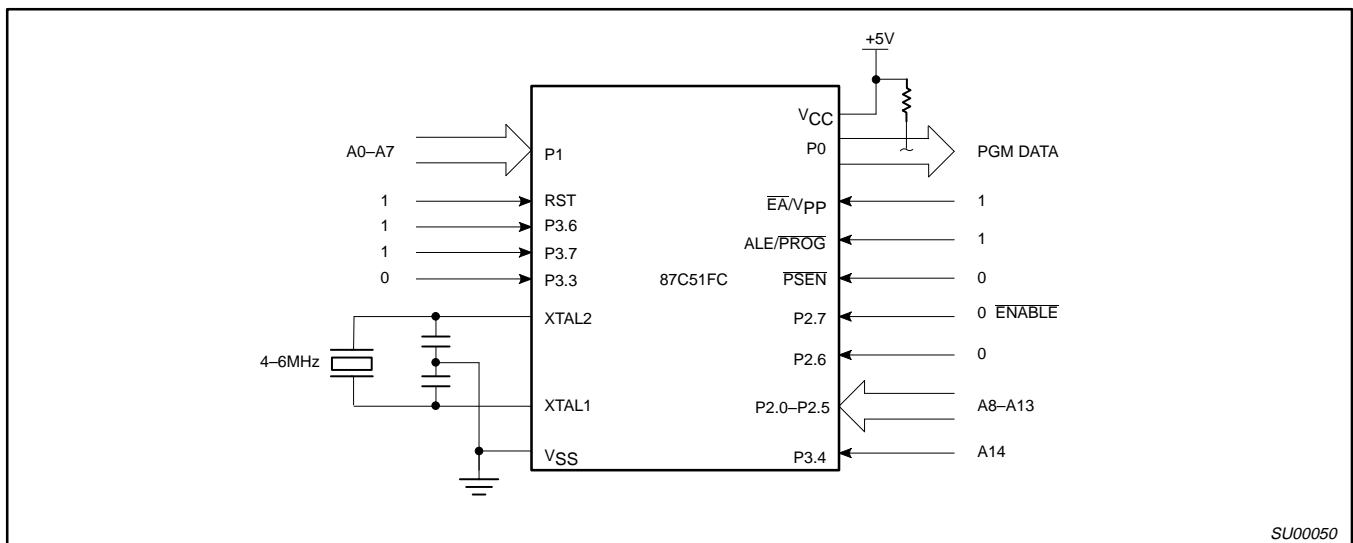 +5V
VCC
A0–A7
P1
P0
PGM DATA
1
RST
EA/VPP
1
1
P3.6
1
P3.7
ALE/PROG
1
0
P3.3
87C51FC
PSEN
0
XTAL2
P2.7
0 ENABLE
4–6MHz
P2.6
0
XTAL1
P2.0–P2.5
A8–A13
VSS
P3.4
A14
SU00050